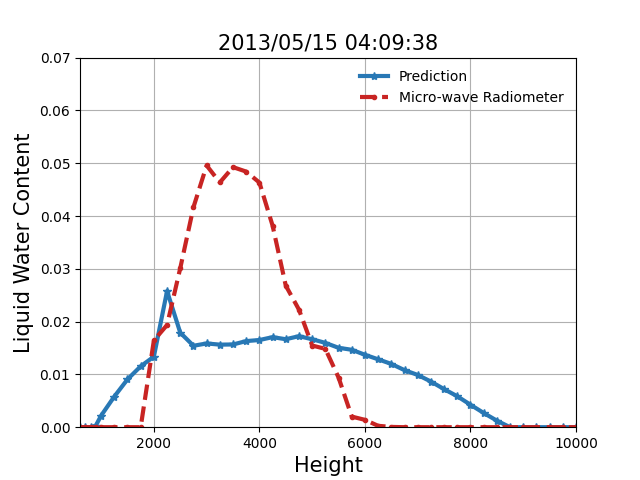 2013/05/15 04:09:38
0.07
0.06
0.05
0.04
0.03
0.02
0.01
0.00
Liquid Water Content
Prediction
Micro-wave Radiometer
2000 4000 6000 8000 10000
Height